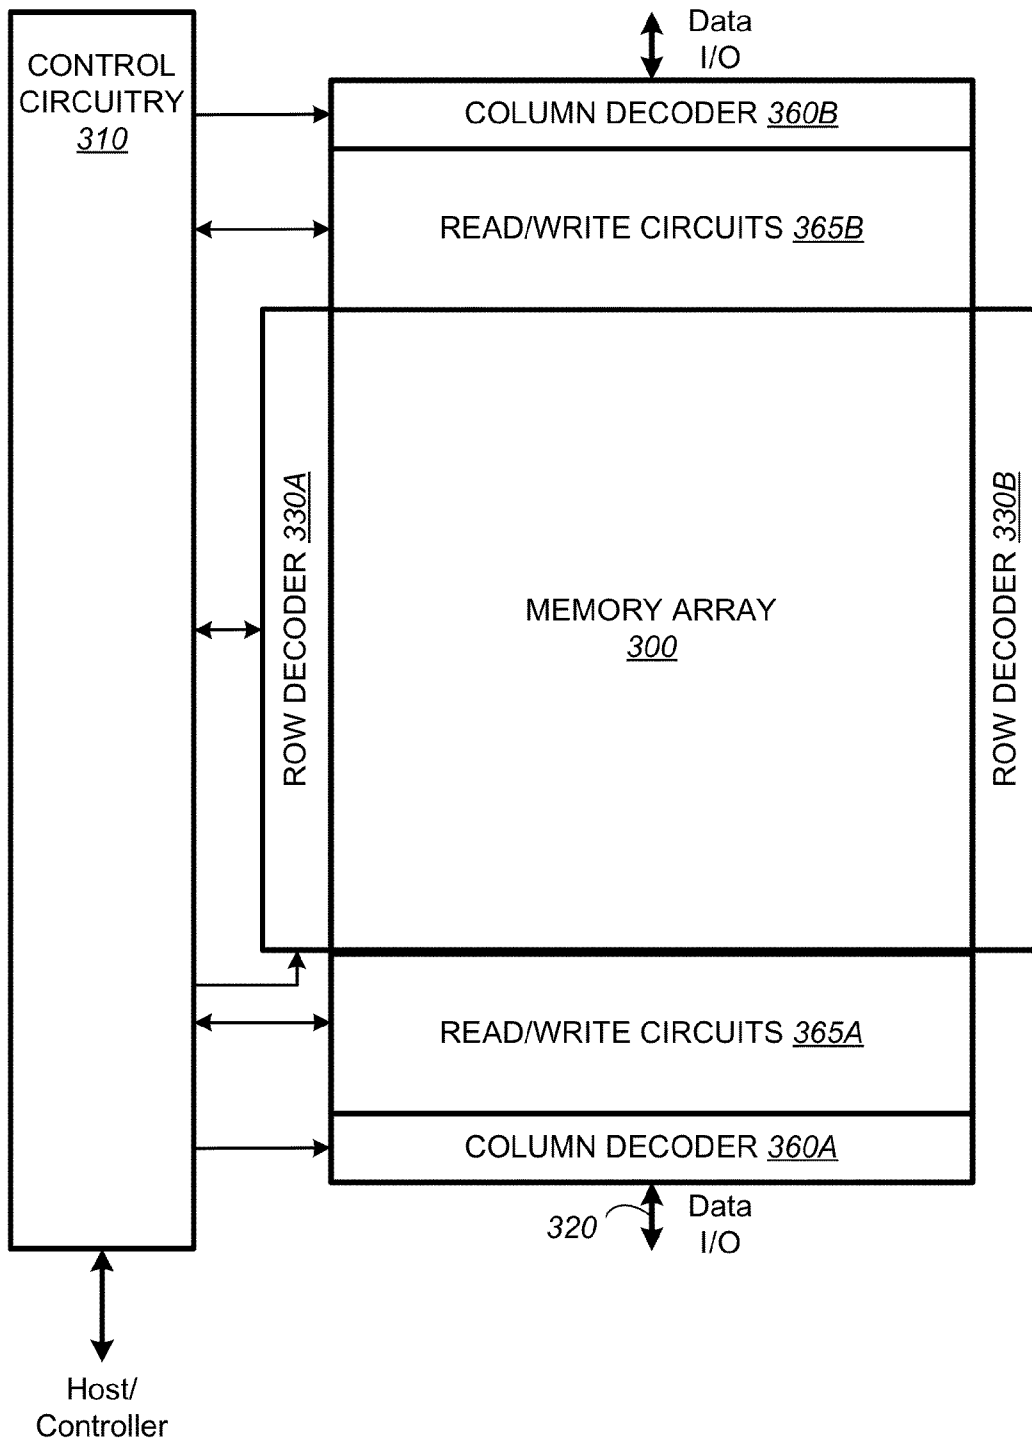 CONTROL
CIRCUITRY
310
Data
I/O
COLUMN DECODER 360B
READ/WRITE CIRCUITS 365B
ROW DECODER 330A
MEMORY ARRAY
300
ROW DECODER 330B
READ/WRITE CIRCUITS 365A
COLUMN DECODER 360A
320
Data
I/O
Host/
Controller